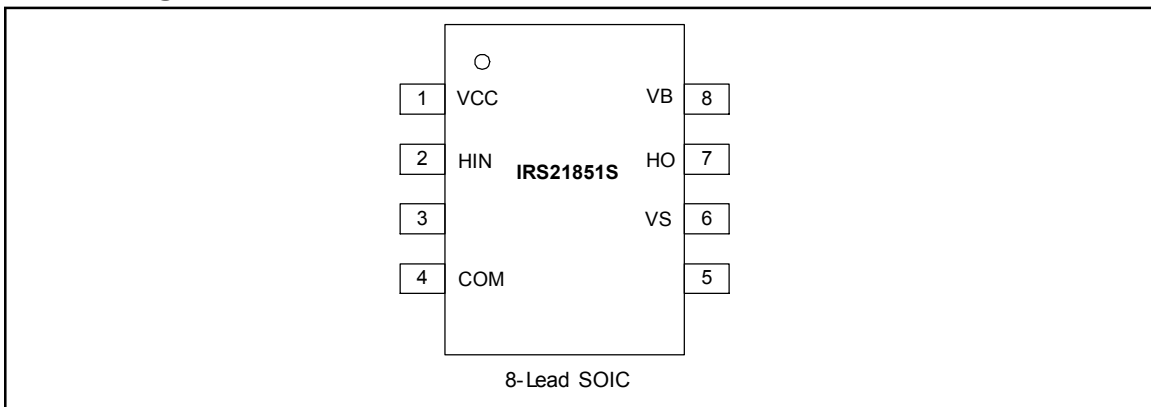 1 VCC VB 8
2 HIN IRS21851S HO 7
3 VS 6
4 COM 5
8-Lead SOIC